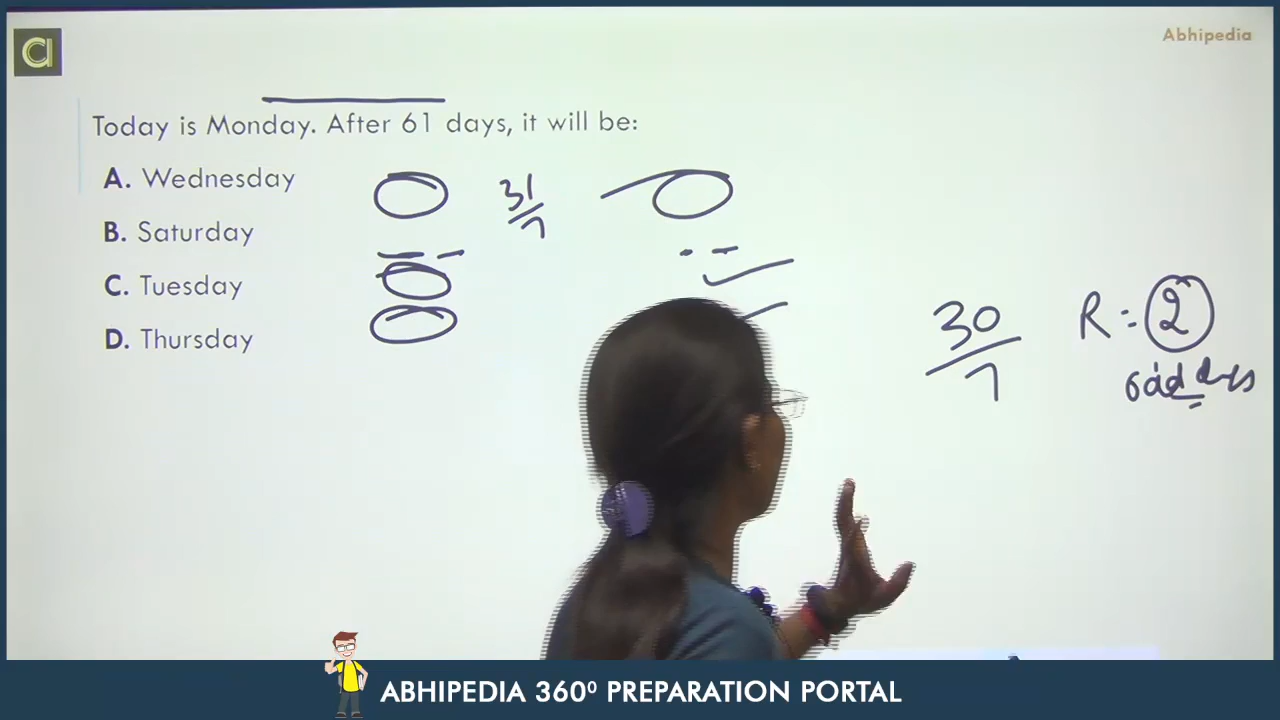 Abhipedia
Today is Monday. After 61 days, it will be:
A. Wednesday
B. Saturday
C. Tuesday
D. Thursday
31/7
30/7
R = 2
odd days
ABHIPEDIA 360⁰ PREPARATION PORTAL